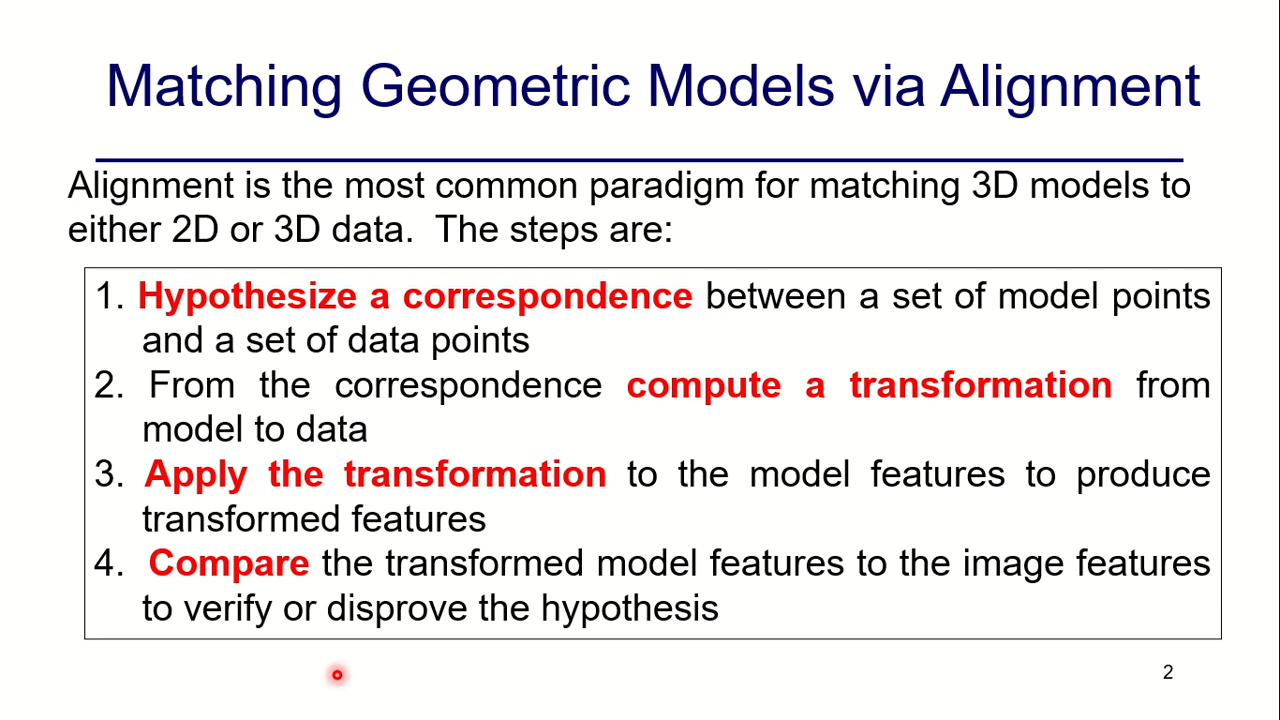 Matching Geometric Models via Alignment
Alignment is the most common paradigm for matching 3D models to
either 2D or 3D data. The steps are:
1. Hypothesize a correspondence between a set of model points
and a set of data points
2. From the correspondence compute a transformation from
model to data
3. Apply the transformation to the model features to produce
transformed features
4. Compare the transformed model features to the image features
to verify or disprove the hypothesis
2